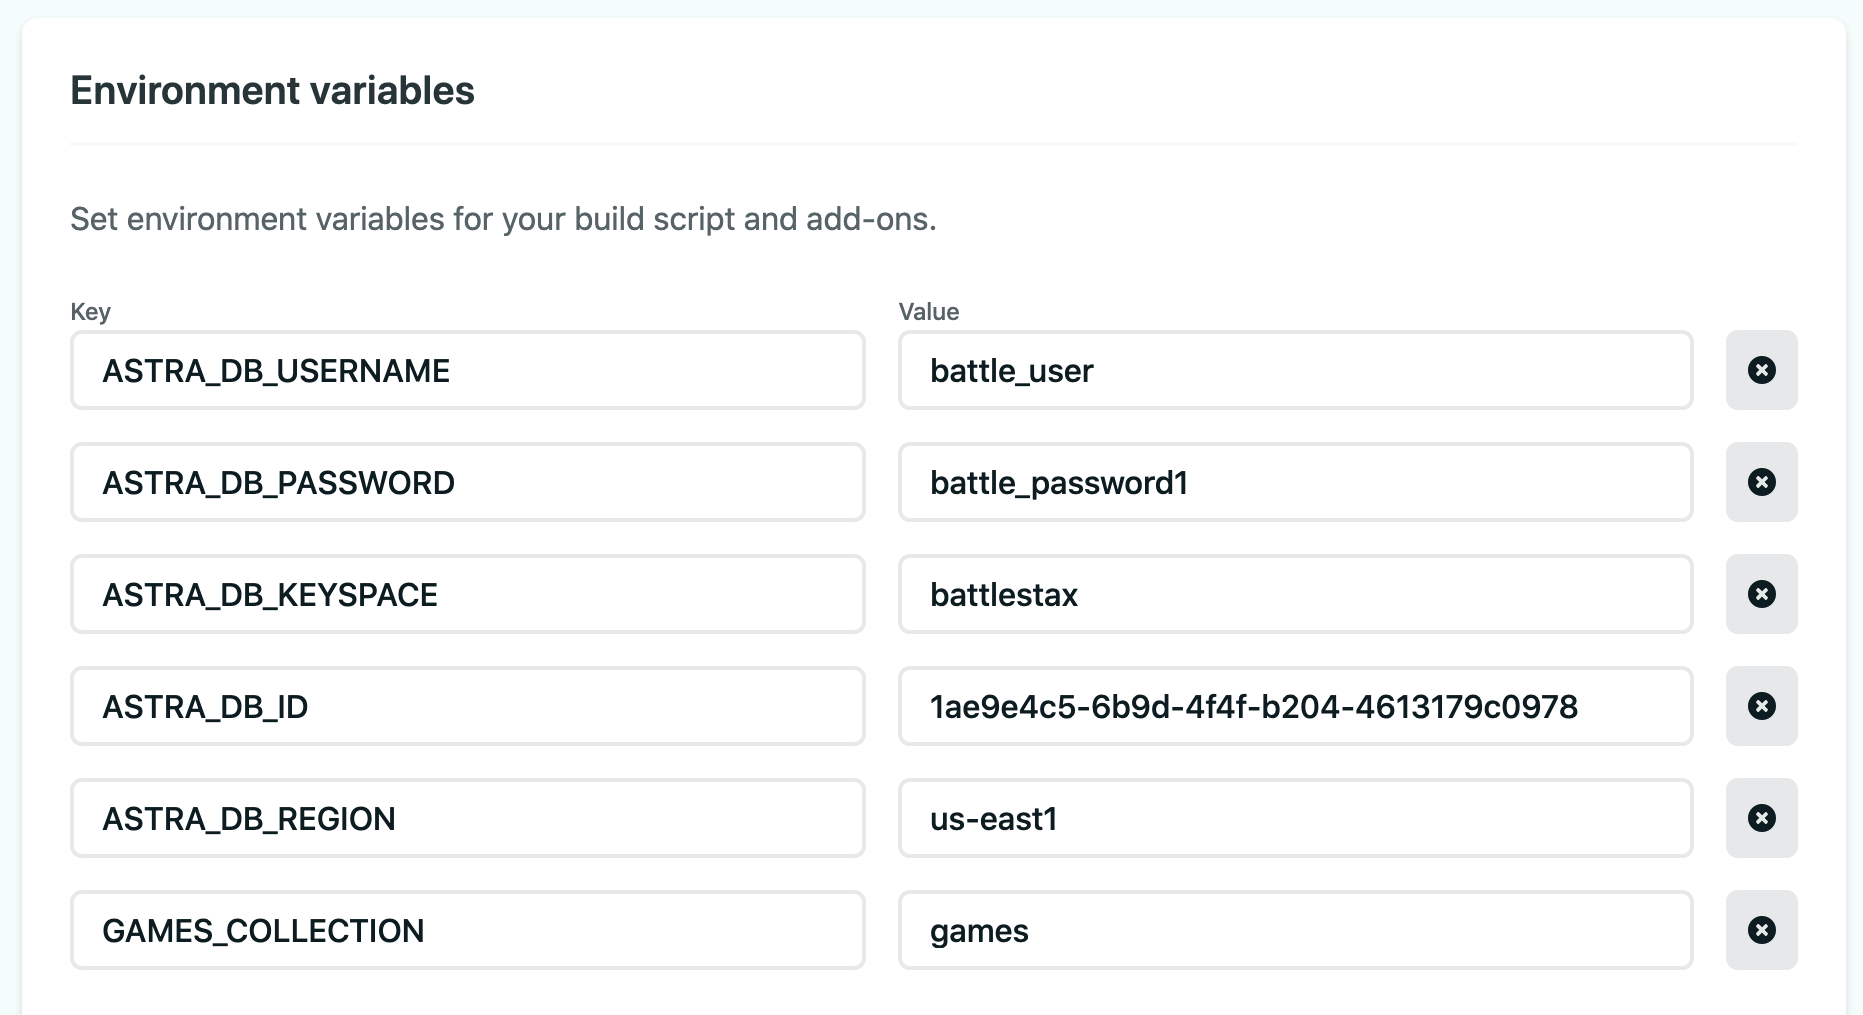 Environment variables
Set environment variables for your build script and add-ons.
Key Value
ASTRA_DB_USERNAME battle_user
ASTRA_DB_PASSWORD battle_password1
ASTRA_DB_KEYSPACE battlestax
ASTRA_DB_ID 1ae9e4c5-6b9d-4f4f-b204-4613179c0978
ASTRA_DB_REGION us-east1
GAMES_COLLECTION games